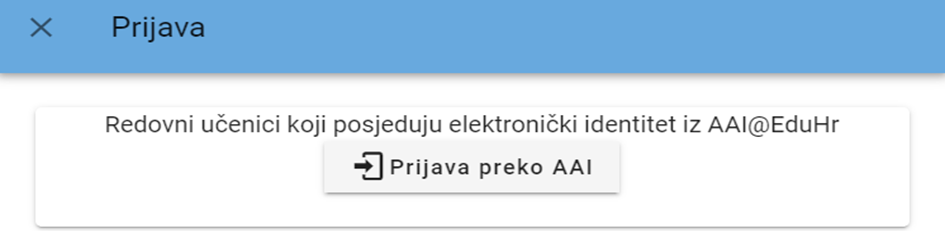 Prijava
Redovni učenici koji posjeduju elektronički identitet iz AAI@EduHr
Prijava preko AAI